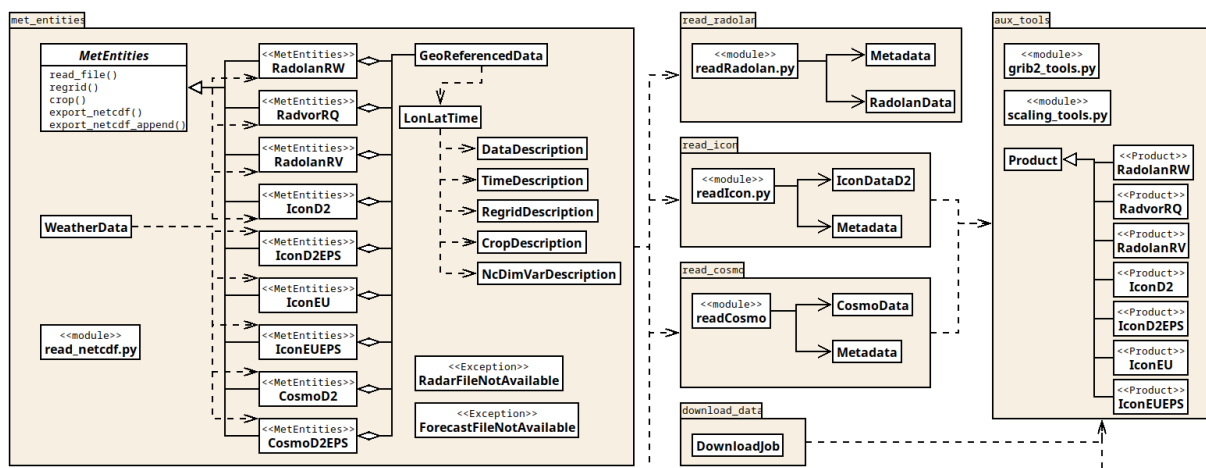 met_entities
MetEntities
read_file()
regrid()
crop()
export_netcdf()
export_netcdf_append()
WeatherData
<<module>>
read_netcdf.py
<<MetEntities>>
RadolanRW
<<MetEntities>>
RadvorRQ
<<MetEntities>>
RadolanRV
<<MetEntities>>
IconD2
<<MetEntities>>
IconD2EPS
<<MetEntities>>
IconEU
<<MetEntities>>
IconEUEPS
<<MetEntities>>
CosmoD2
<<MetEntities>>
CosmoD2EPS
GeoReferencedData
LonLatTime
DataDescription
TimeDescription
RegridDescription
CropDescription
NcDimVarDescription
<<Exception>>
RadarFileNotAvailable
<<Exception>>
ForecastFileNotAvailable
read_radolan
<<module>>
readRadolan.py
Metadata
RadolanData
read_icon
<<module>>
readIcon.py
IconDataD2
Metadata
read_cosmo
<<module>>
readCosmo
CosmoData
Metadata
download_data
DownloadJob
aux_tools
<<module>>
grib2_tools.py
<<module>>
scaling_tools.py
Product
<<Product>>
RadolanRW
<<Product>>
RadvorRQ
<<Product>>
RadolanRV
<<Product>>
IconD2
<<Product>>
IconD2EPS
<<Product>>
IconEU
<<Product>>
IconEUEPS